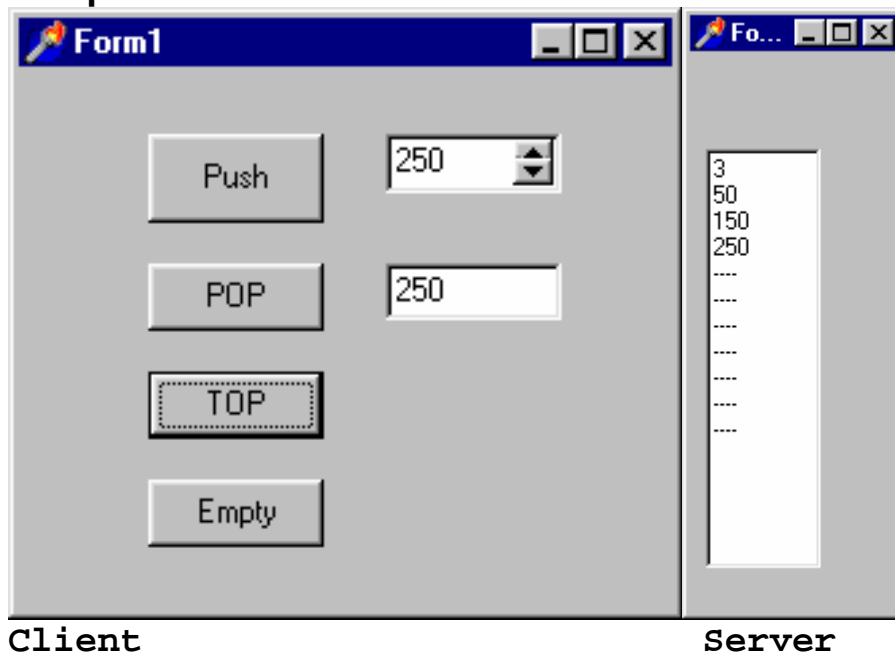 Form1
Push
250
POP
250
TOP
Empty
Fo...
3
50
150
250
----
----
----
----
----
----
----
Client
Server